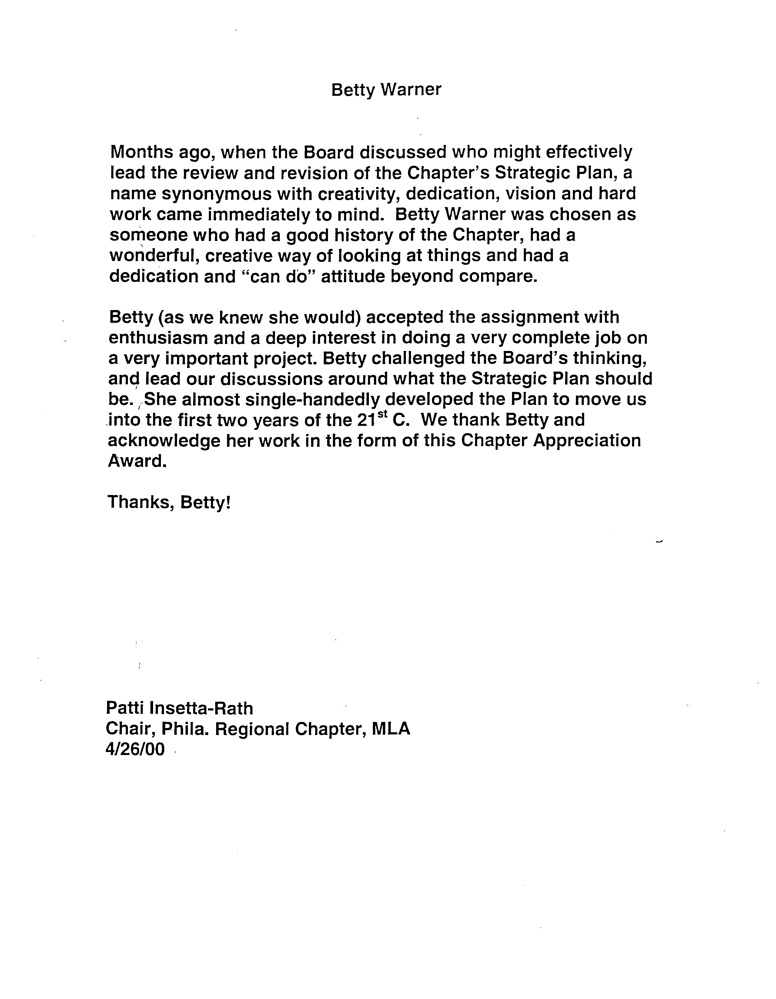 Betty Warner
Months ago, when the Board discussed who might effectively
lead the review and revision of the Chapter's Strategic Plan, a
name synonymous with creativity, dedication, vision and hard
work came immediately to mind.  Betty Warner was chosen as
someone who had a good history of the Chapter, had a
wonderful, creative way of looking at things and had a
dedication and “can do” attitude beyond compare.
Betty (as we knew she would) accepted the assignment with
enthusiasm and a deep interest in doing a very complete job on
a very important project. Betty challenged the Board's thinking,
and lead our discussions around what the Strategic Plan should
be.  She almost single-handedly developed the Plan to move us
into the first two years of the 21st C.  We thank Betty and
acknowledge her work in the form of this Chapter Appreciation
Award.
Thanks, Betty!
Patti Insetta-Rath
Chair, Phila. Regional Chapter, MLA
4/26/00